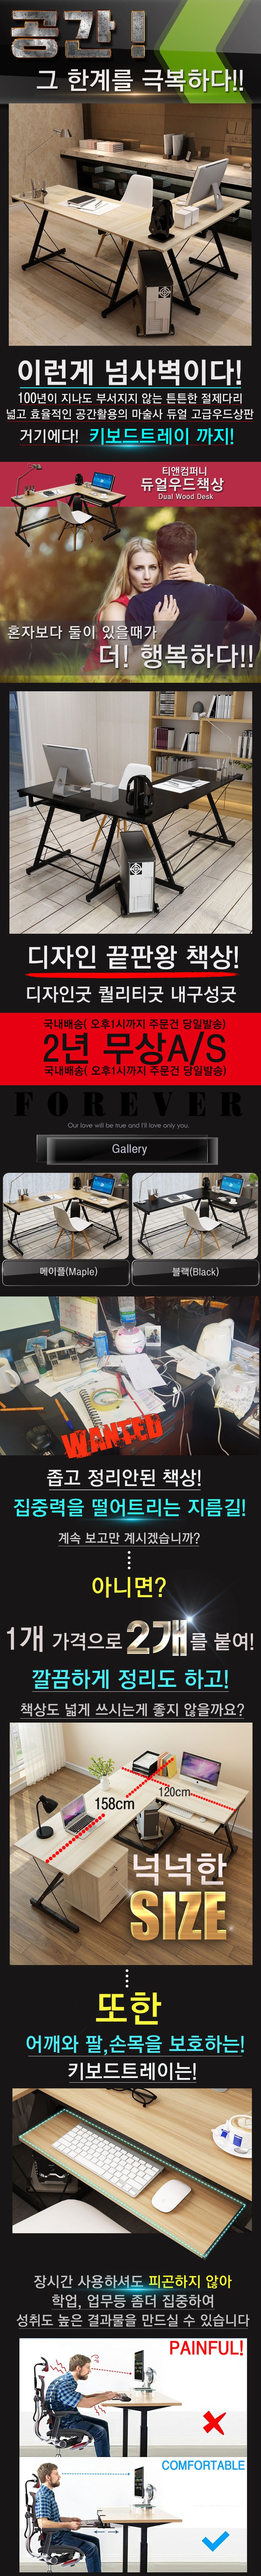 공간!
그 한계를 극복하다!!
이런게 넘사벽이다!
100년이 지나도 부서지지 않는 튼튼한 철제다리
넓고 효율적인 공간활용의 마술사 듀얼 고급우드상판
거기에다! 키보드트레이 까지!
티앤컴퍼니
듀얼우드책상
Dual Wood Desk
혼자보다 둘이 있을때가
더! 행복하다!!
디자인 끝판왕 책상!
디자인굿 퀄리티굿 내구성굿
국내배송( 오후1시까지 주문건 당일발송)
2년 무상A/S
국내배송( 오후1시까지 주문건 당일발송)
FOREVER
Our love will be true and I'll love only you.
Gallery
메이플(Maple)
블랙(Black)
WANTED
좁고 정리안된 책상!
집중력을 떨어트리는 지름길!
계속 보고만 계시겠습니까?
아니면?
1개 가격으로 2개를 붙여!
깔끔하게 정리도 하고!
책상도 넓게 쓰시는게 좋지 않을까요?
158cm
120cm
넉넉한
SIZE
또한
어깨와 팔,손목을 보호하는!
키보드트레이는!
장시간 사용하셔도 피곤하지 않아
학업, 업무등 좀더 집중하여
성취도 높은 결과물을 만드실 수 있습니다
PAINFUL!
COMFORTABLE